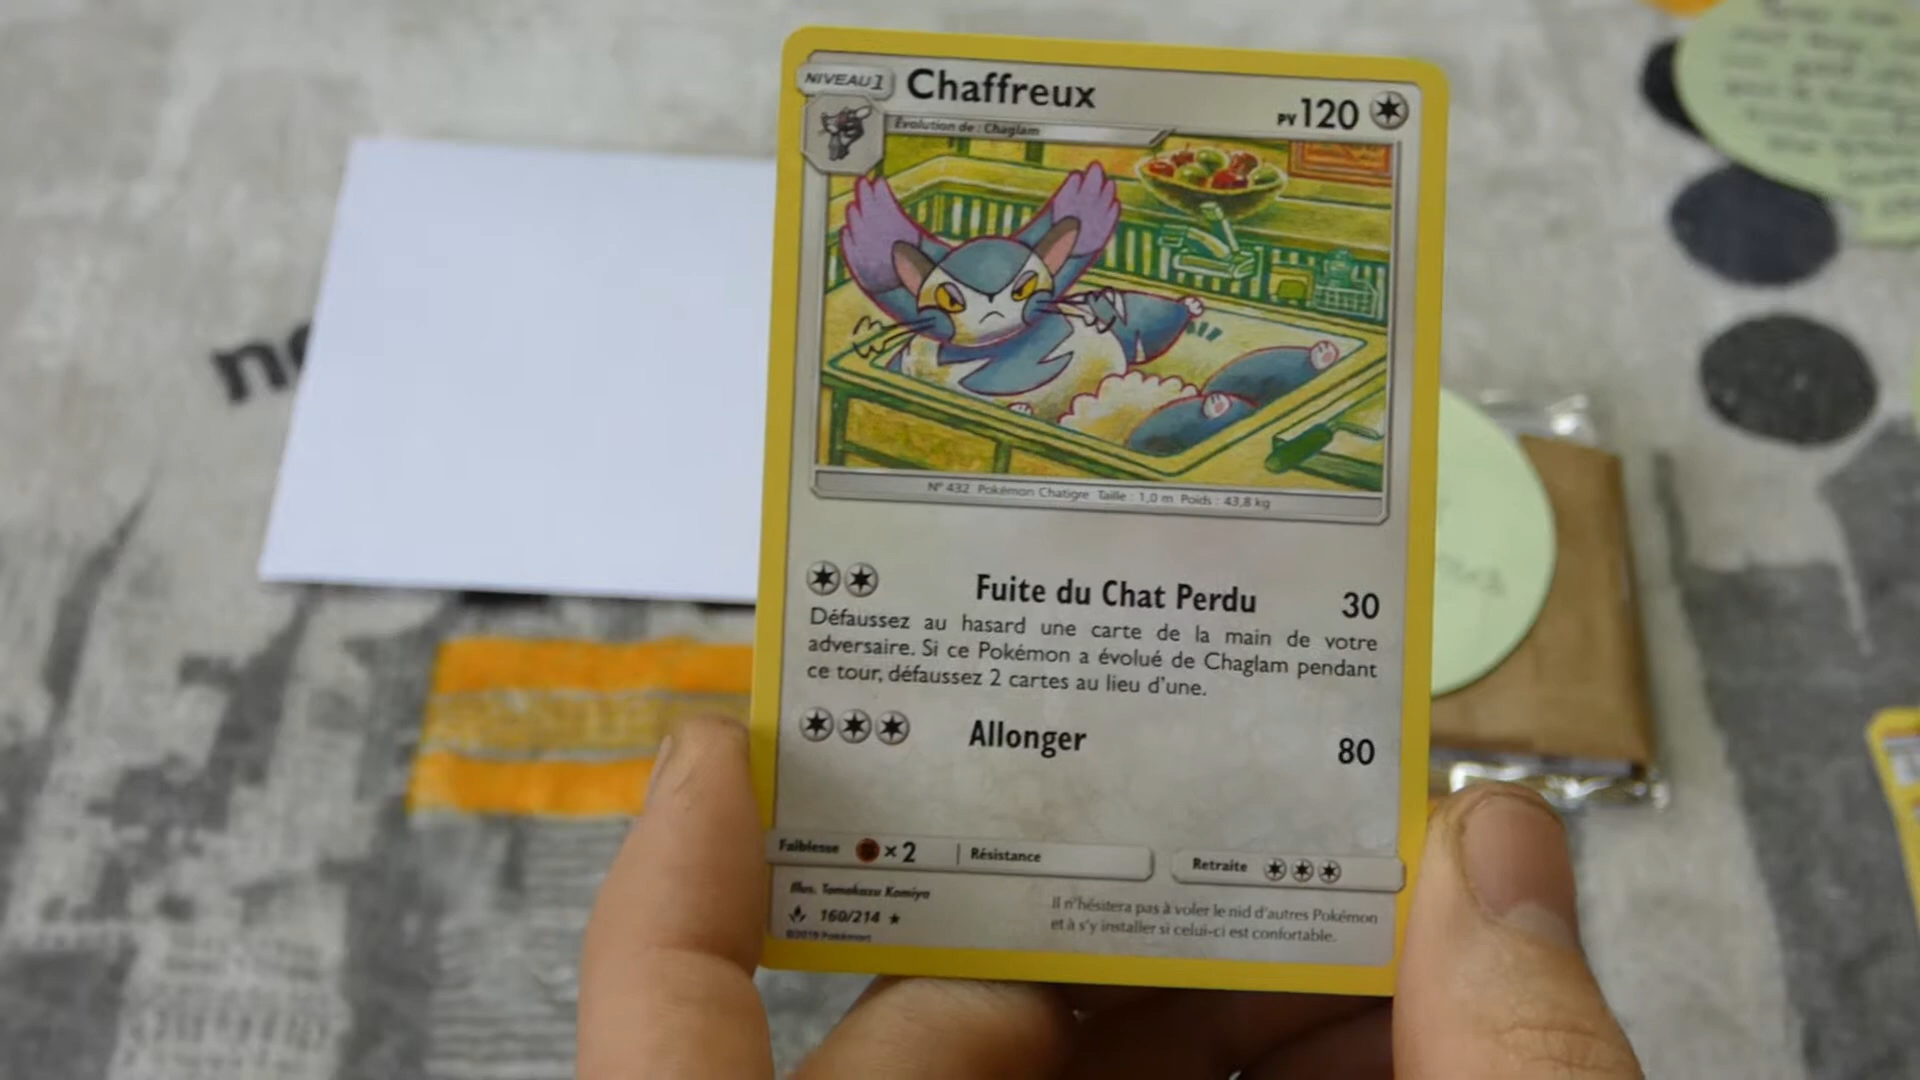 NIVEAU 1
Chaffreux
PV 120
Évolution de : Chaglam
N° 432 Pokémon Chatigre Taille : 1,0 m Poids : 43,8 kg
Fuite du Chat Perdu 30
Défaussez au hasard une carte de la main de votre
adversaire. Si ce Pokémon a évolué de Chaglam pendant
ce tour, défaussez 2 cartes au lieu d'une.
Allonger 80
Faiblesse × 2 Résistance Retraite
Illus. Tomokazu Komiya
160/214 ★
©2019 Pokémon
Il n'hésitera pas à voler le nid d'autres Pokémon
et à s'y installer si celui-ci est confortable.